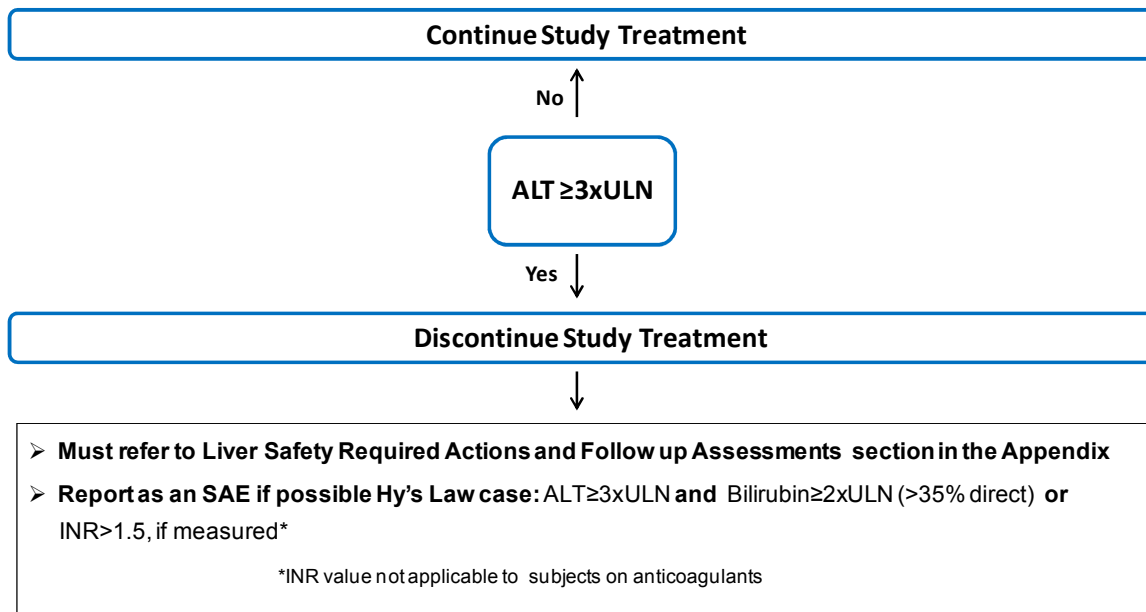 Continue Study Treatment
No
ALT ≥3xULN
Yes
Discontinue Study Treatment
➢ Must refer to Liver Safety Required Actions and Follow up Assessments section in the Appendix
➢ Report as an SAE if possible Hy's Law case: ALT≥3xULN and Bilirubin≥2xULN (>35% direct) or
INR>1.5, if measured*
*INR value not applicable to subjects on anticoagulants